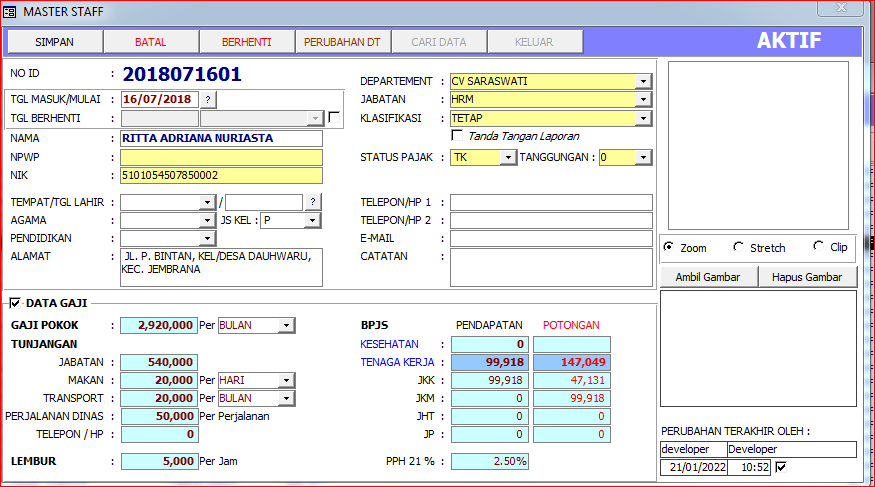 MASTER STAFF
SIMPAN BATAL BERHENTI PERUBAHAN DT CARI DATA KELUAR AKTIF
NO ID : 2018071601
TGL MASUK/MULAI : 16/07/2018 ?
TGL BERHENTI :
NAMA : RITTA ADRIANA NURIASTA
NPWP :
NIK : 5101054507850002
DEPARTEMENT : CV SARASWATI
JABATAN : HRM
KLASIFIKASI : TETAP
Tanda Tangan Laporan
STATUS PAJAK : TK TANGGUNGAN : 0
TEMPAT/TGL LAHIR : / ?
AGAMA : JS KEL : P
PENDIDIKAN :
ALAMAT : JL. P. BINTAN, KEL/DESA DAUHWARU,
KEC. JEMBRANA
TELEPON/HP 1 :
TELEPON/HP 2 :
E-MAIL :
CATATAN :
Zoom Stretch Clip
Ambil Gambar Hapus Gambar
DATA GAJI
GAJI POKOK : 2,920,000 Per BULAN
TUNJANGAN
JABATAN : 540,000
MAKAN : 20,000 Per HARI
TRANSPORT : 20,000 Per BULAN
PERJALANAN DINAS : 50,000 Per Perjalanan
TELEPON / HP : 0
LEMBUR : 5,000 Per Jam
BPJS PENDAPATAN POTONGAN
KESEHATAN : 0
TENAGA KERJA : 99,918 147,049
JKK : 99,918 47,131
JKM : 0 99,918
JHT : 0 0
JP : 0 0
PPH 21 % : 2.50%
PERUBAHAN TERAKHIR OLEH :
developer Developer
21/01/2022 10:52